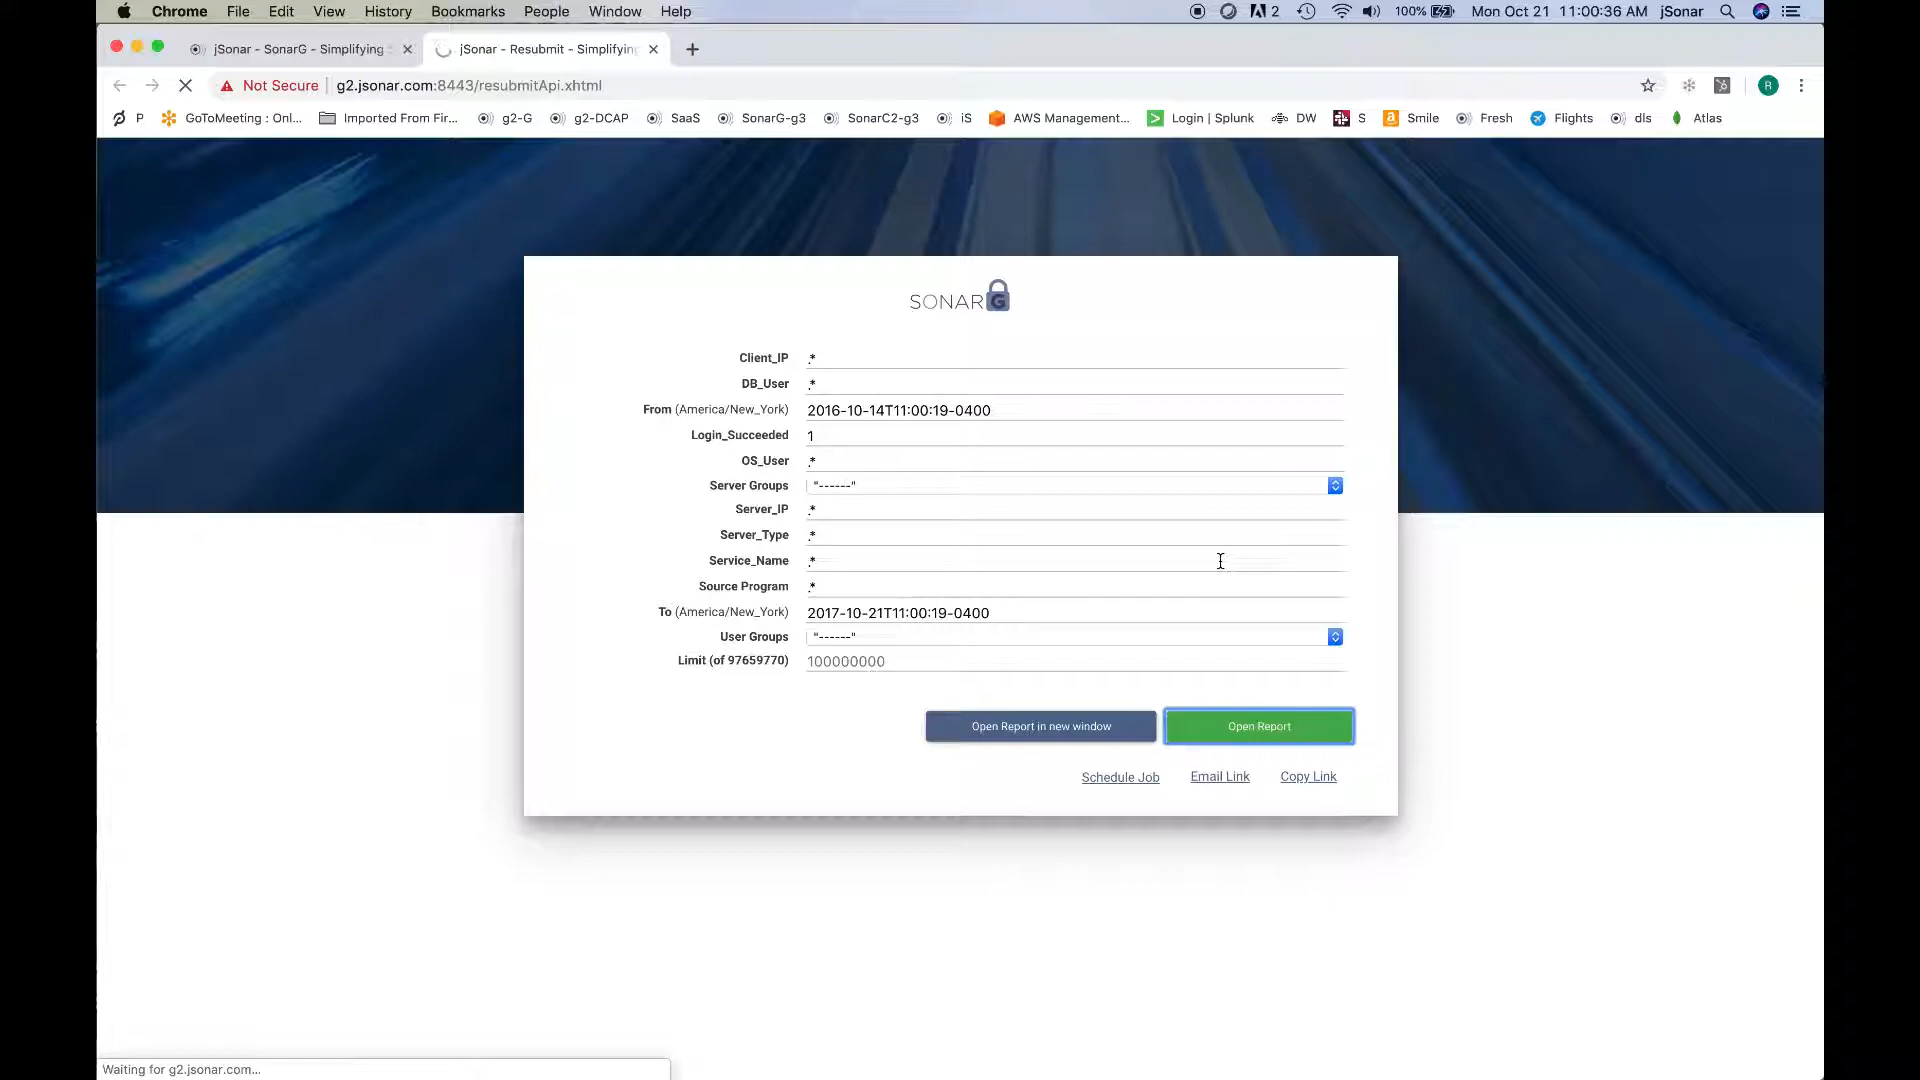 Chrome File Edit View History Bookmarks People Window Help 2 100% Mon Oct 21 11:00:36 AM jSonar
jSonar - SonarG - Simplifying jSonar - Resubmit - Simplifying
Not Secure g2.jsonar.com:8443/resubmitApi.xhtml R
P GoToMeeting : Onl... Imported From Fir... g2-G g2-DCAP SaaS SonarG-g3 SonarC2-g3 iS AWS Management... Login | Splunk DW S Smile Fresh Flights dls Atlas
SONARG
Client_IP .*
DB_User .*
From (America/New_York) 2016-10-14T11:00:19-0400
Login_Succeeded 1
OS_User .*
Server Groups "------"
Server_IP .*
Server_Type .*
Service_Name .*
Source Program .*
To (America/New_York) 2017-10-21T11:00:19-0400
User Groups "------"
Limit (of 97659770) 100000000
Open Report in new window Open Report
Schedule Job Email Link Copy Link
Waiting for g2.jsonar.com...